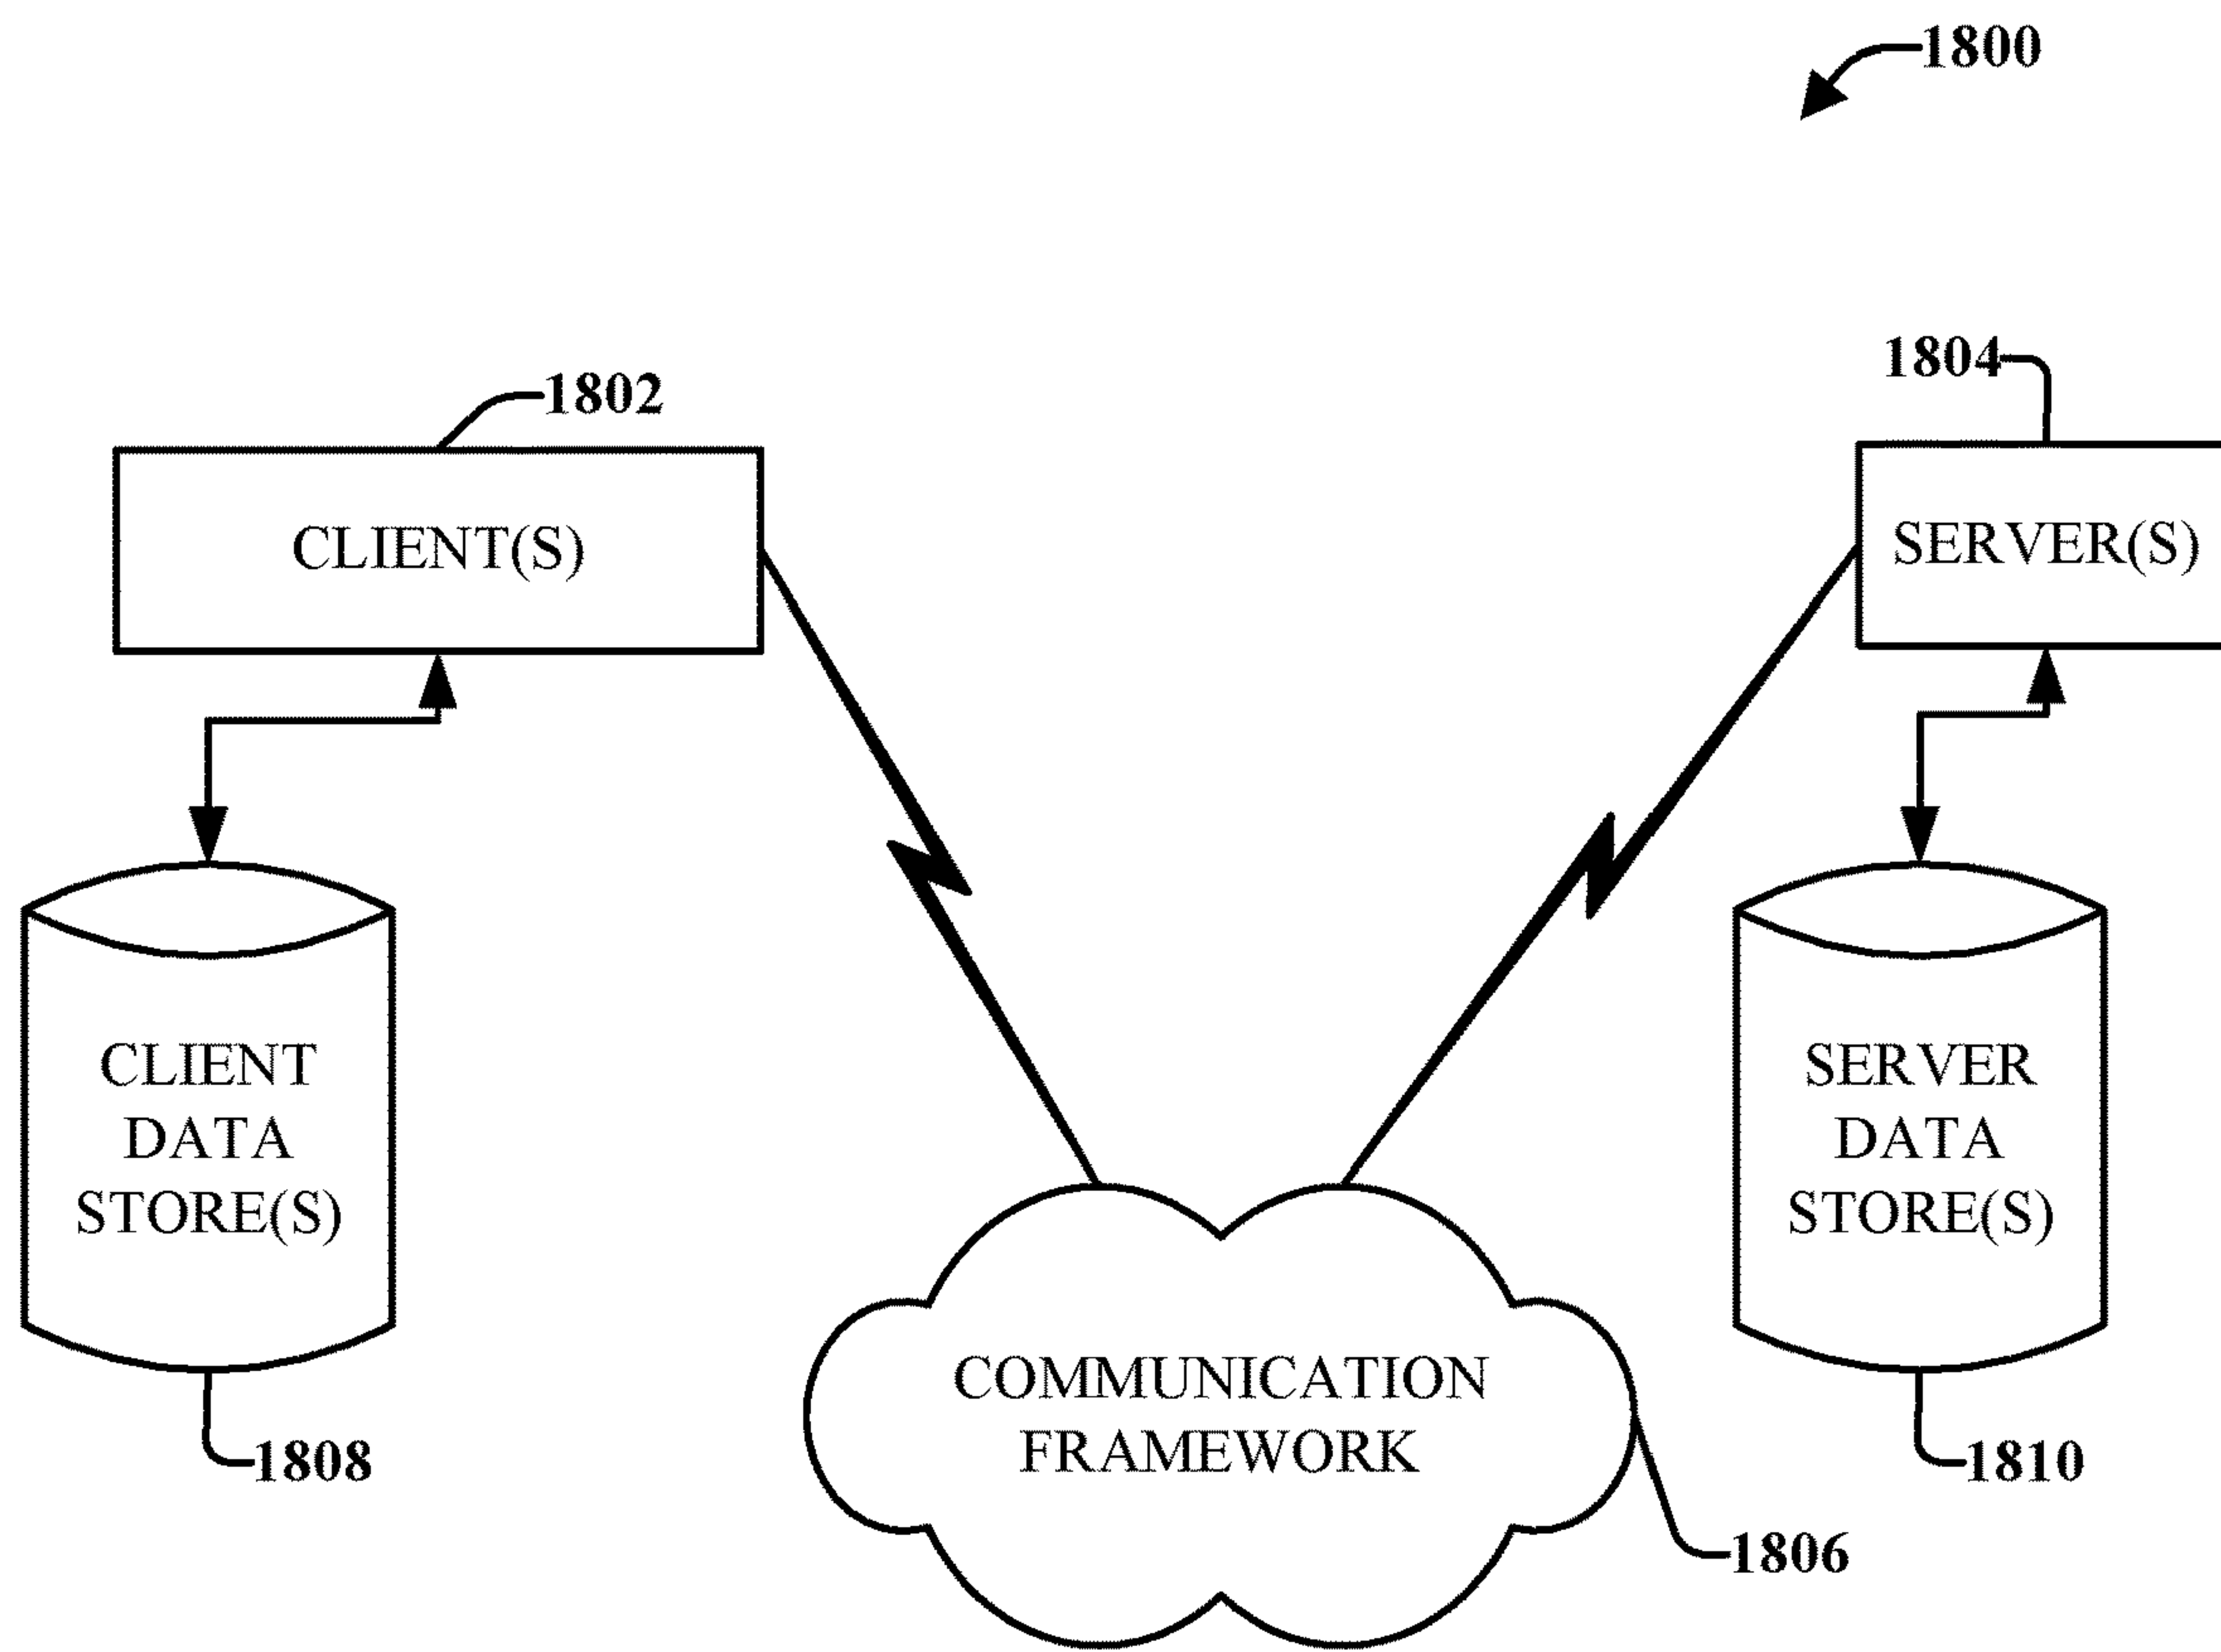 1800
1804
1802
CLIENT(S)
SERVER(S)
CLIENT
DATA
STORE(S)
SERVER
DATA
STORE(S)
COMMUNICATION
FRAMEWORK
1808
1810
1806